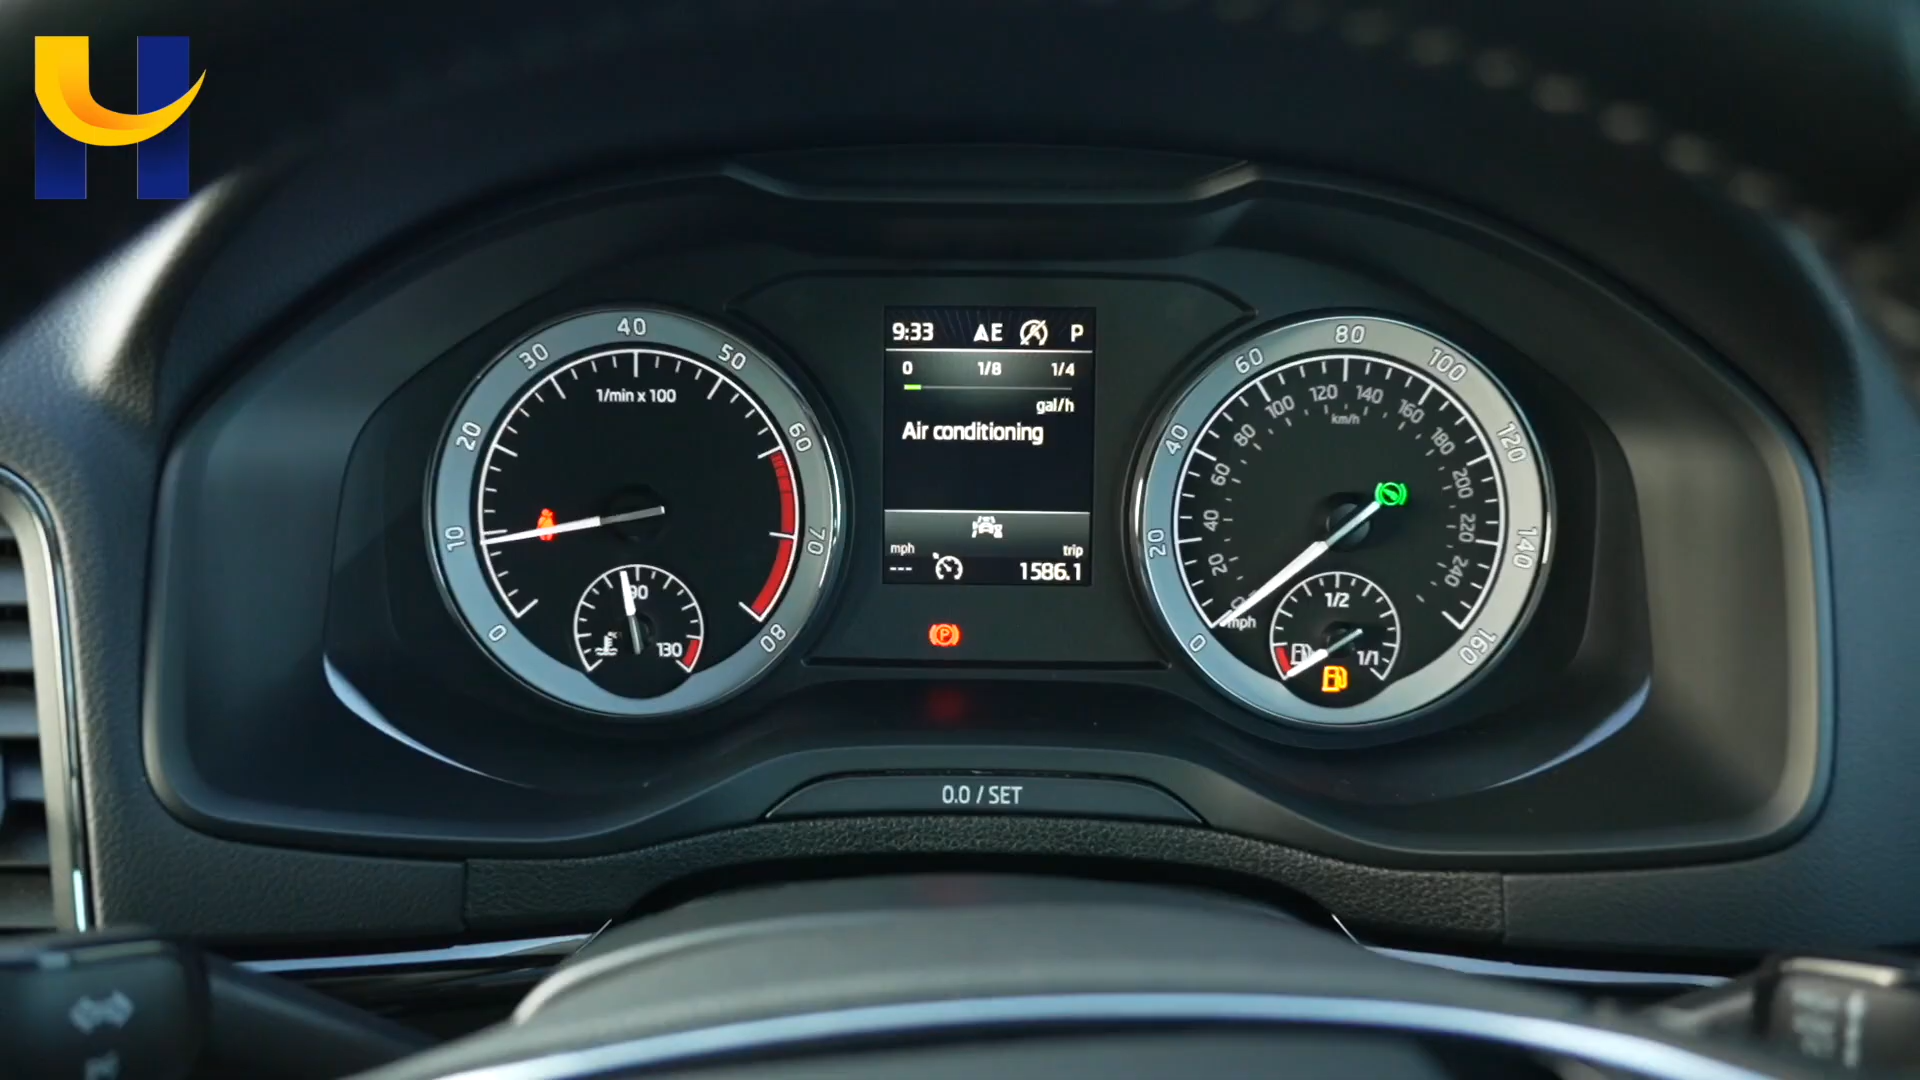 9:33 AE P
0 1/8 1/4
gal/h
Air conditioning
mph trip
--- 1586.1
0 10 20 30 40 50 60 70 80
1/min x 100
90 130
0 20 40 60 80 100 120 140 160
20 40 60 80 100 120 140 160 180 200 220 240
km/h
mph
1/2
1/1
P
0.0 / SET